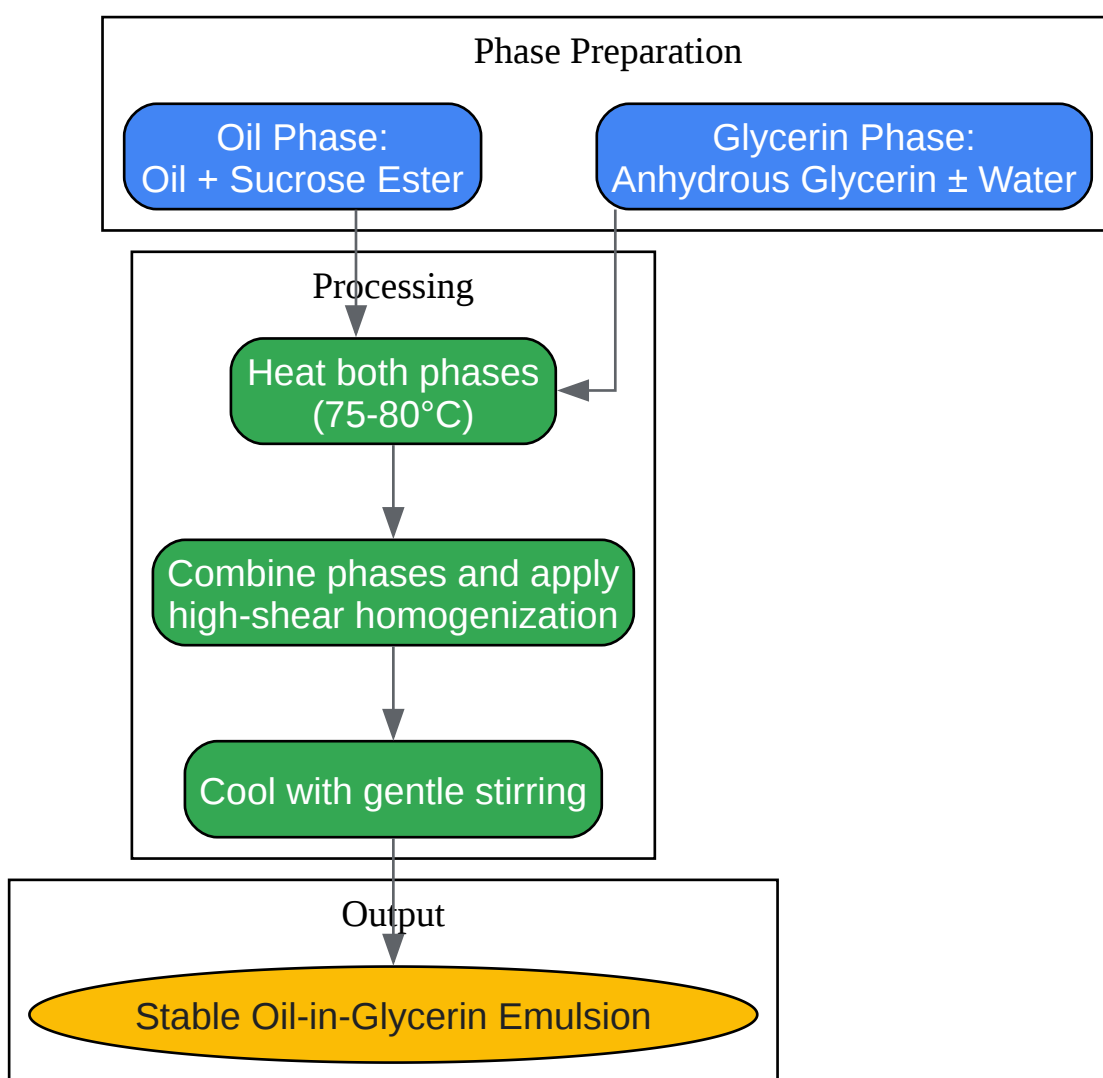 Phase Preparation
Oil Phase:
Oil + Sucrose Ester
Glycerin Phase:
Anhydrous Glycerin ± Water
Processing
Heat both phases
(75-80°C)
Combine phases and apply
high-shear homogenization
Cool with gentle stirring
Output
Stable Oil-in-Glycerin Emulsion